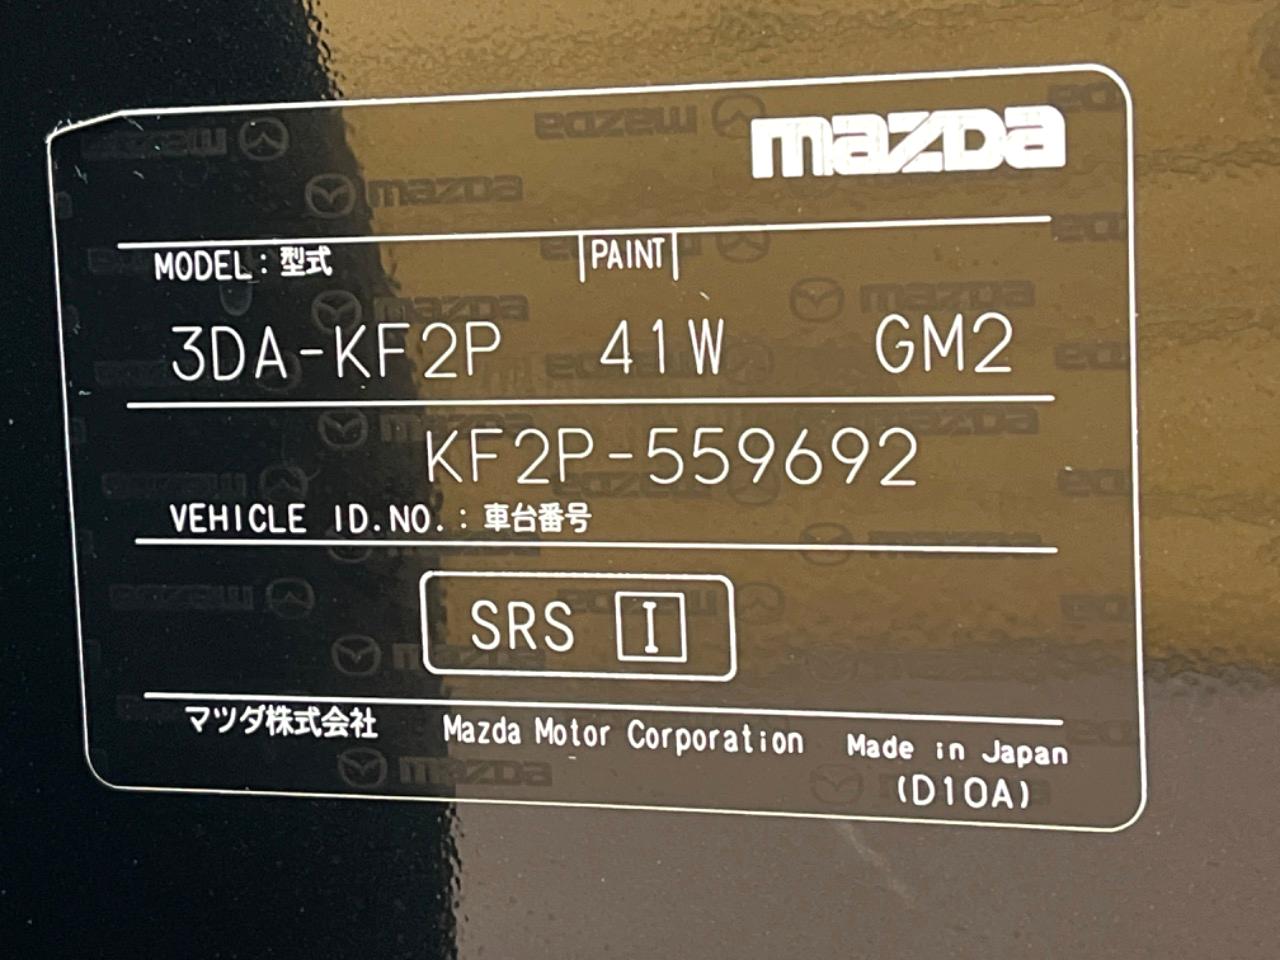 mazda
MODEL：型式 PAINT
3DA-KF2P 41W GM2
KF2P-559692
VEHICLE ID.NO.：車台番号
SRS I
マツダ株式会社 Mazda Motor Corporation Made in Japan
(D10A)